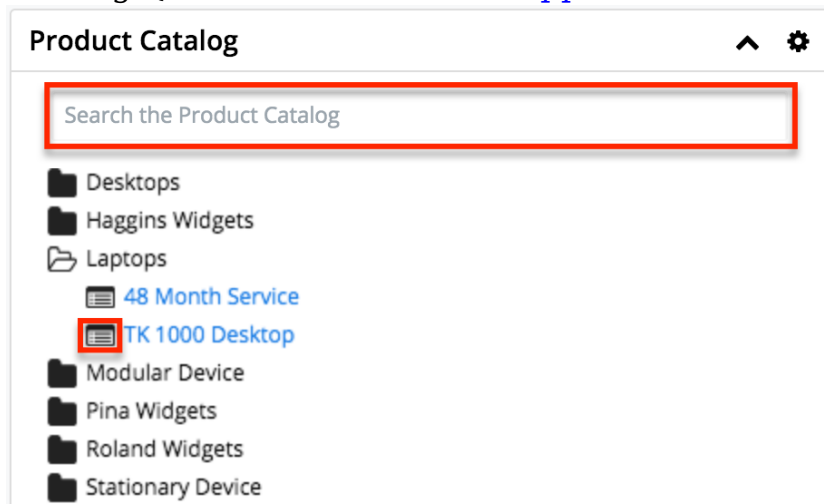 Product Catalog
Search the Product Catalog
Desktops
Haggins Widgets
Laptops
48 Month Service
TK 1000 Desktop
Modular Device
Pina Widgets
Roland Widgets
Stationary Device